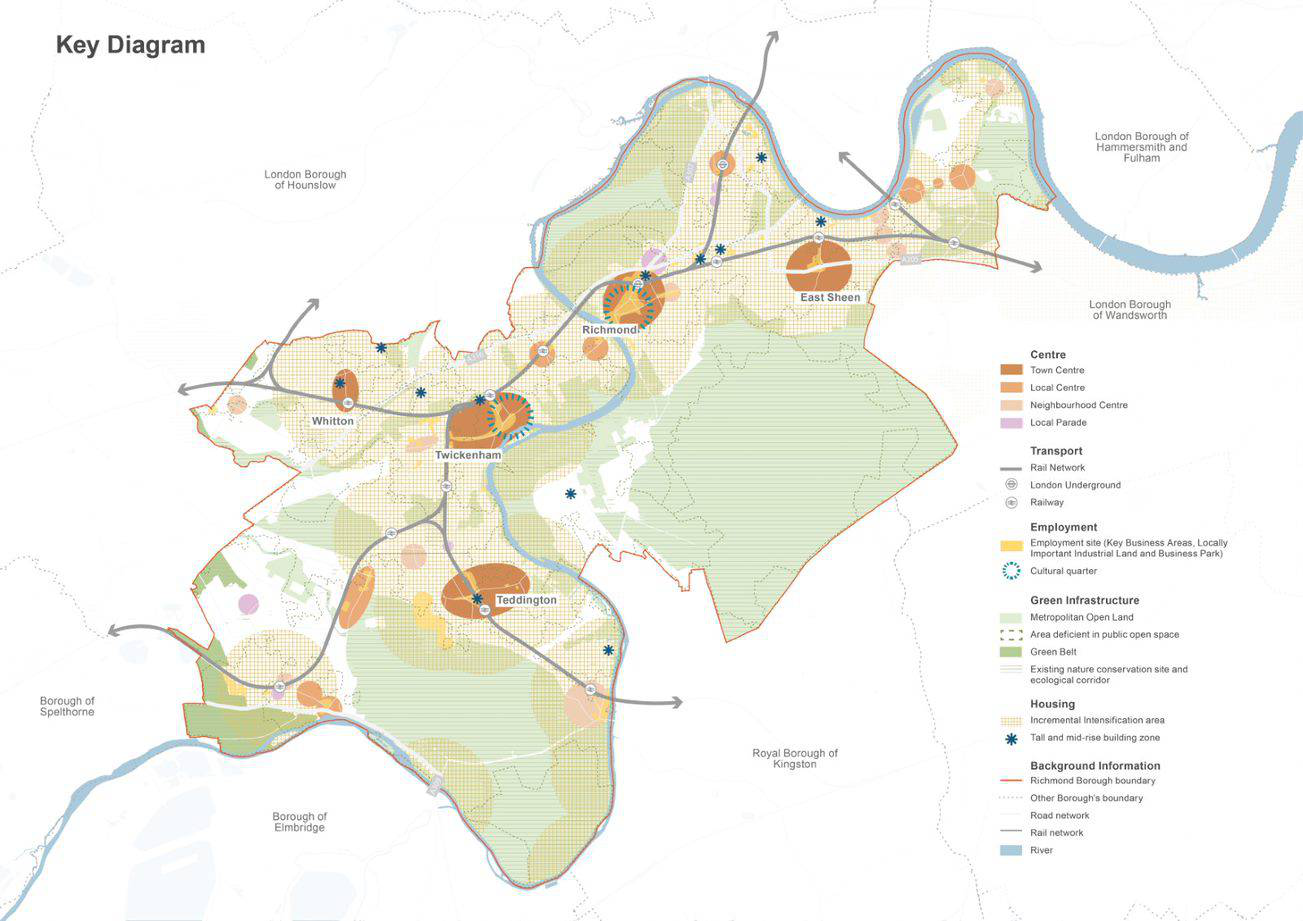 Key Diagram
London Borough
of Hounslow
London Borough of
Hammersmith and
Fulham
London Borough
of Wandsworth
A205
East Sheen
Richmond
Whitton
Twickenham
Teddington
Borough of
Spelthorne
Borough of
Elmbridge
Royal Borough of
Kingston
Centre
Town Centre
Local Centre
Neighbourhood Centre
Local Parade
Transport
Rail Network
London Underground
Railway
Employment
Employment site (Key Business Areas, Locally
Important Industrial Land and Business Park)
Cultural quarter
Green Infrastructure
Metropolitan Open Land
Area deficient in public open space
Green Belt
Existing nature conservation site and
ecological corridor
Housing
Incremental Intensification area
Tall and mid-rise building zone
Background Information
Richmond Borough boundary
Other Borough's boundary
Road network
Rail network
River